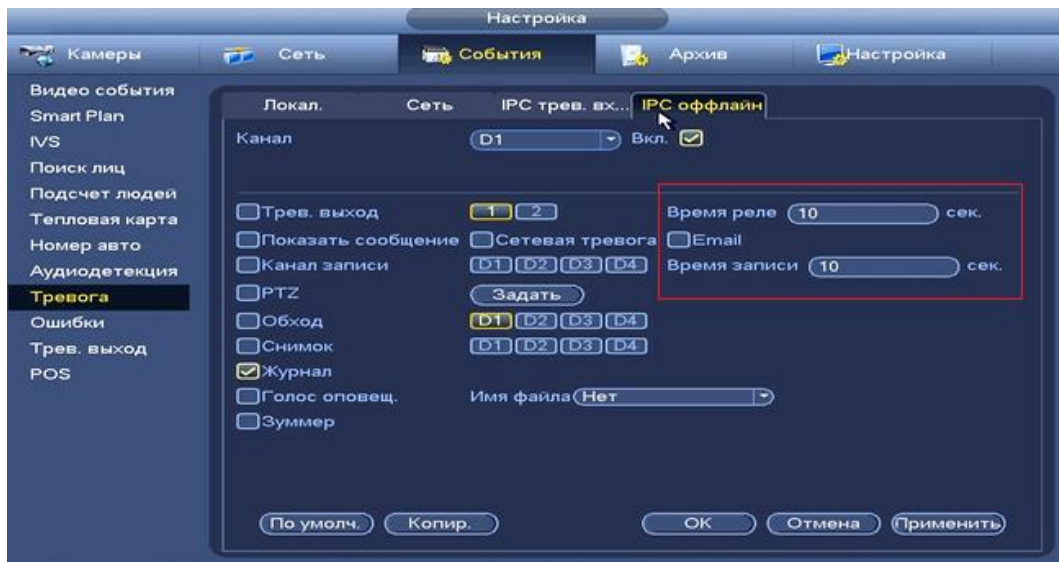 Настройка
Камеры Сеть События Архив Настройка
Видео события
Smart Plan
IVS
Поиск лиц
Подсчет людей
Тепловая карта
Номер авто
Аудиодетекция
Тревога
Ошибки
Трев. выход
POS
Локал. Сеть IPC трев. вх... IPC оффлайн
Канал D1 Вкл.
Трев. выход 1 2 Время реле 10 сек.
Показать сообщение Сетевая тревога Email
Канал записи D1 D2 D3 D4 Время записи 10 сек.
PTZ Задать
Обход D1 D2 D3 D4
Снимок D1 D2 D3 D4
Журнал
Голос оповещ. Имя файла Нет
Зуммер
По умолч. Копир. OK Отмена Применить